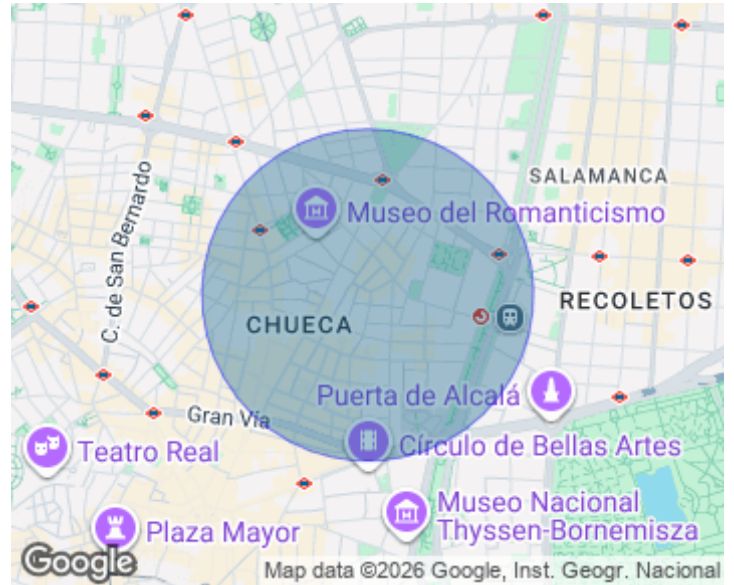 SALAMANCA
Museo del Romanticismo
C. de San Bernardo
RECOLETOS
CHUECA
Puerta de Alcalá
Gran Vía
Círculo de Bellas Artes
Teatro Real
Museo Nacional
Thyssen-Bornemisza
Plaza Mayor
Google
Map data ©2026 Google, Inst. Geogr. Nacional